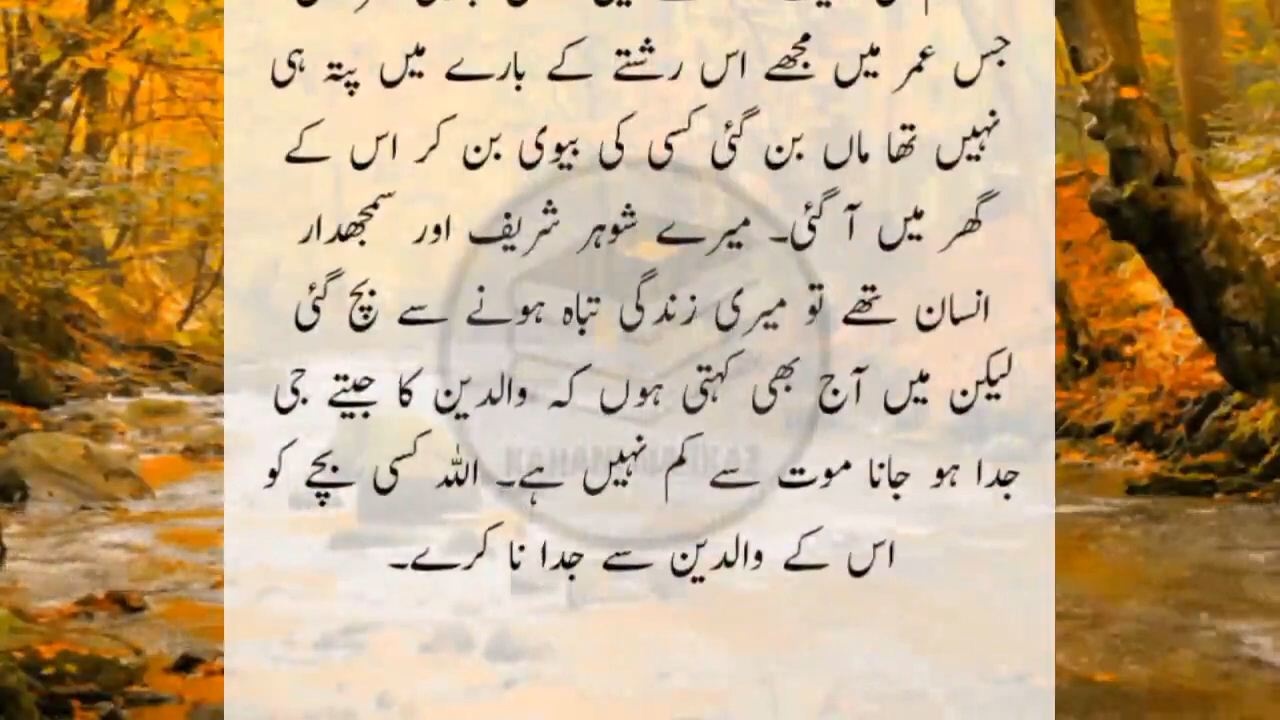 جس عمر میں مجھے اس رشتے کے بارے میں پتہ ہی
نہیں تھا ماں بن گئی کسی کی بیوی بن کر اس کے
گھر میں آ گئی۔ میرے شوہر شریف اور سمجھدار
انسان تھے تو میری زندگی تباہ ہونے سے بچ گئی
لیکن میں آج بھی کہتی ہوں کہ والدین کا جیتے جی
جدا ہو جانا موت سے کم نہیں ہے۔ اللہ کسی بچے کو
اس کے والدین سے جدا نا کرے۔